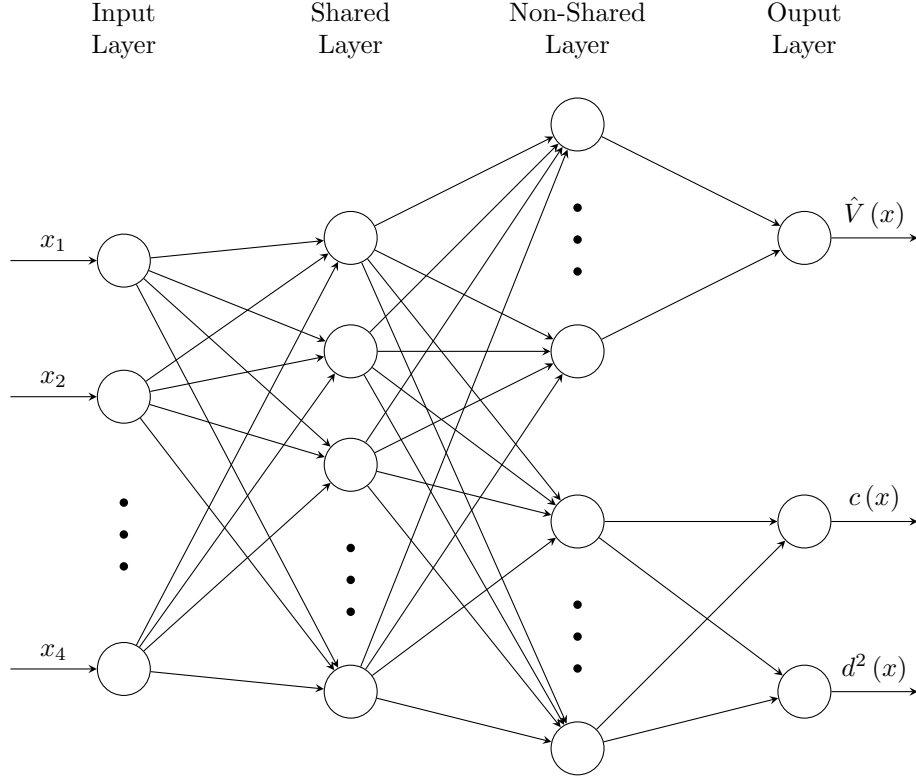 Input Layer
Shared Layer
Non-Shared Layer
Ouput Layer
x₁
V̂ (x)
x₂
c (x)
x₄
d² (x)